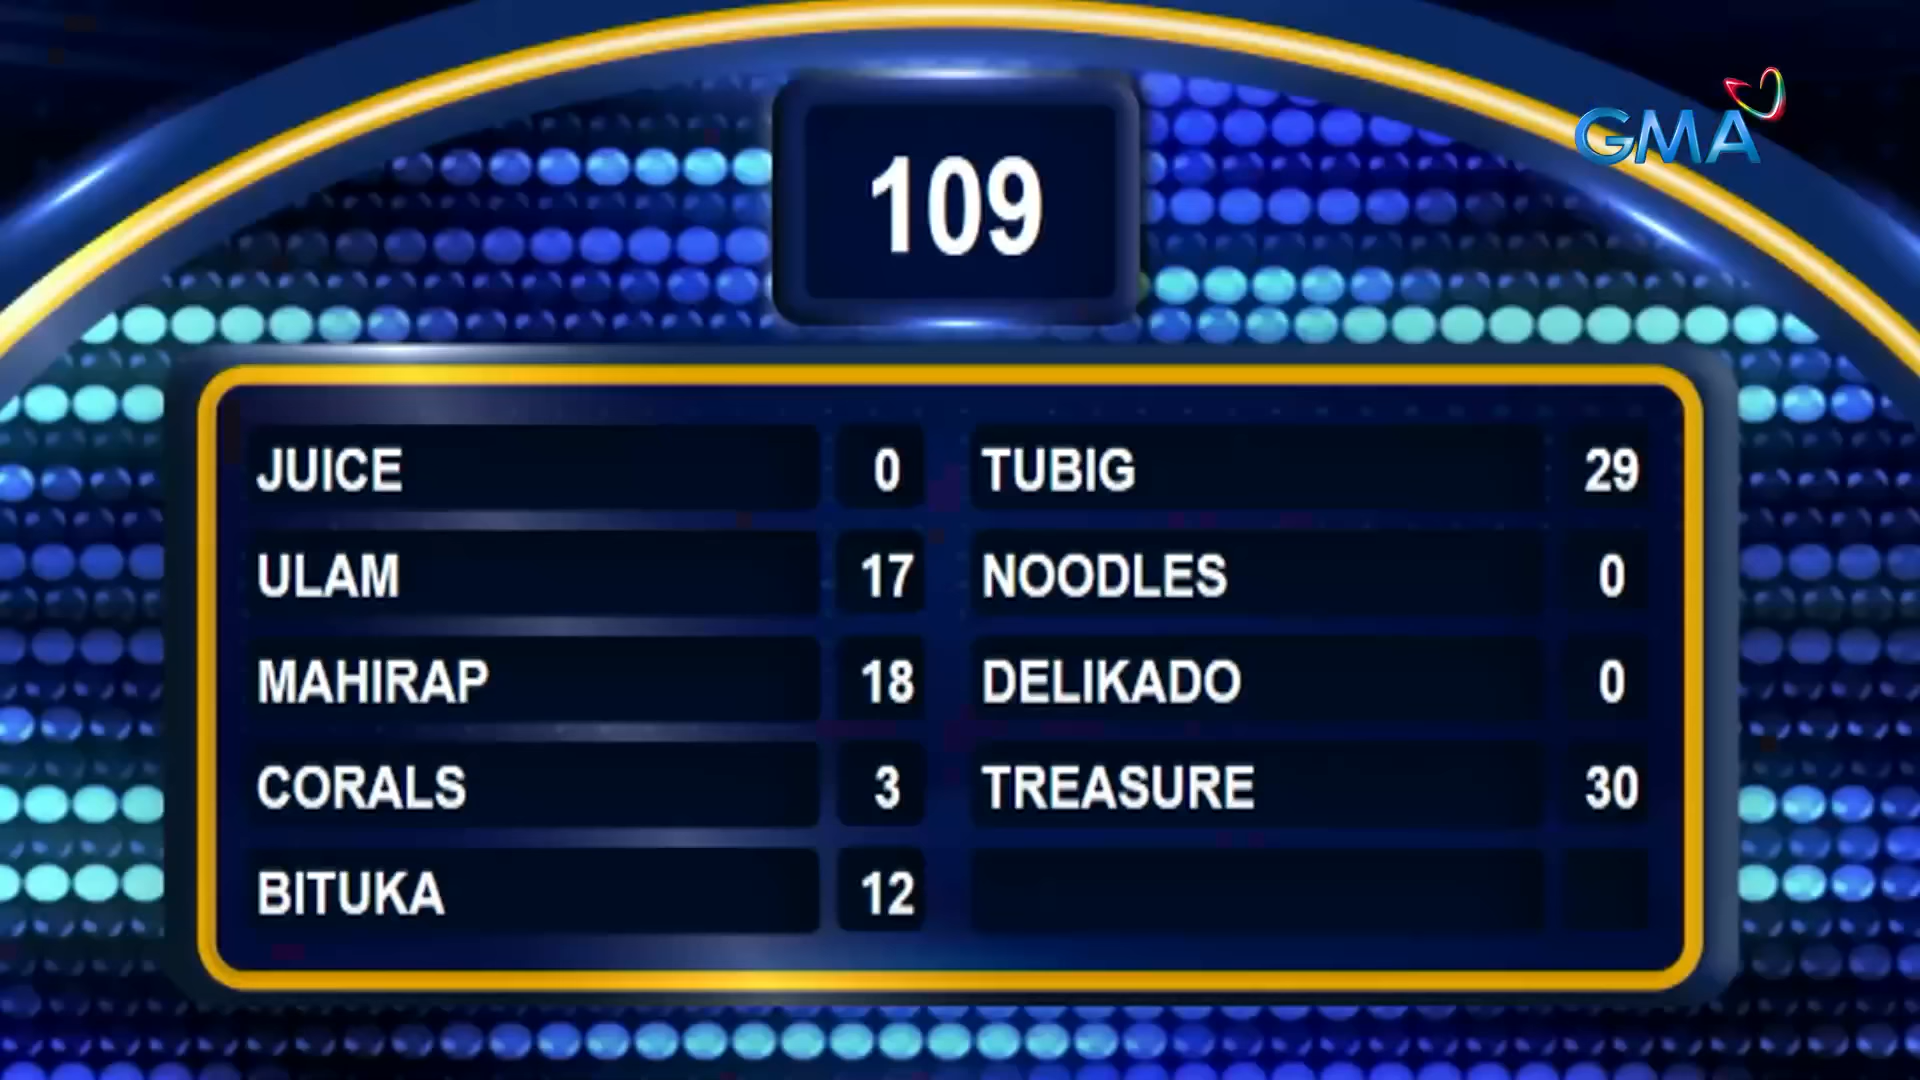 GMA
109
JUICE 0 TUBIG 29
ULAM 17 NOODLES 0
MAHIRAP 18 DELIKADO 0
CORALS 3 TREASURE 30
BITUKA 12